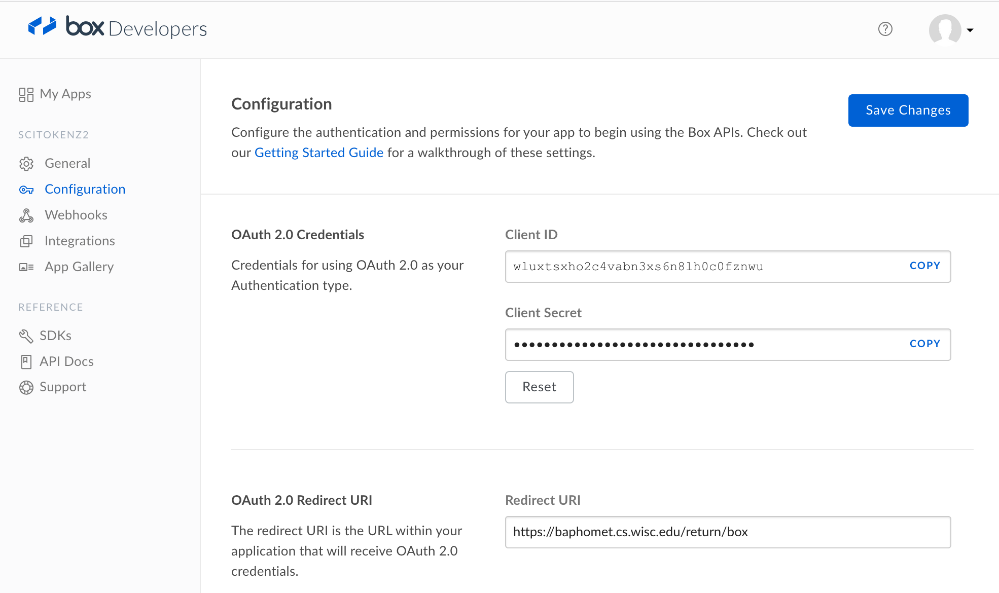 box Developers
?
My Apps
SCITOKENZ2
General
Configuration
Webhooks
Integrations
App Gallery
REFERENCE
SDKs
API Docs
Support
Configuration
Save Changes
Configure the authentication and permissions for your app to begin using the Box APIs. Check out
our Getting Started Guide for a walkthrough of these settings.
OAuth 2.0 Credentials
Credentials for using OAuth 2.0 as your
Authentication type.
Client ID
wluxtsxho2c4vabn3xs6n8lh0c0fznwu
COPY
Client Secret
••••••••••••••••••••••••••••••••
COPY
Reset
OAuth 2.0 Redirect URI
The redirect URI is the URL within your
application that will receive OAuth 2.0
credentials.
Redirect URI
https://baphomet.cs.wisc.edu/return/box